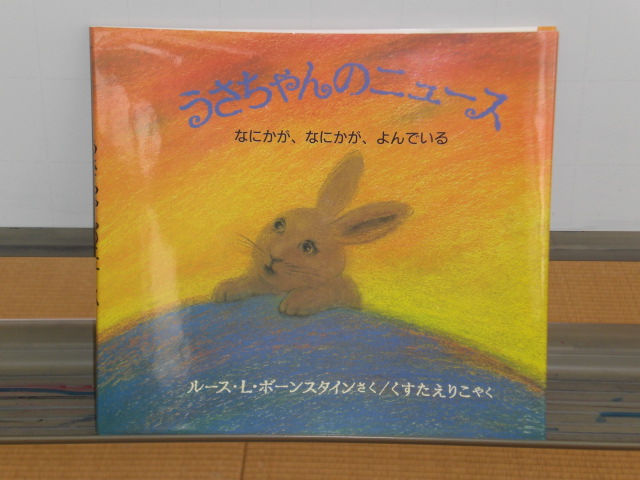 うさちゃんのニュース
なにかが、なにかが、よんでいる
ルース・L・ボーンスタインさく/くすたえりこやく